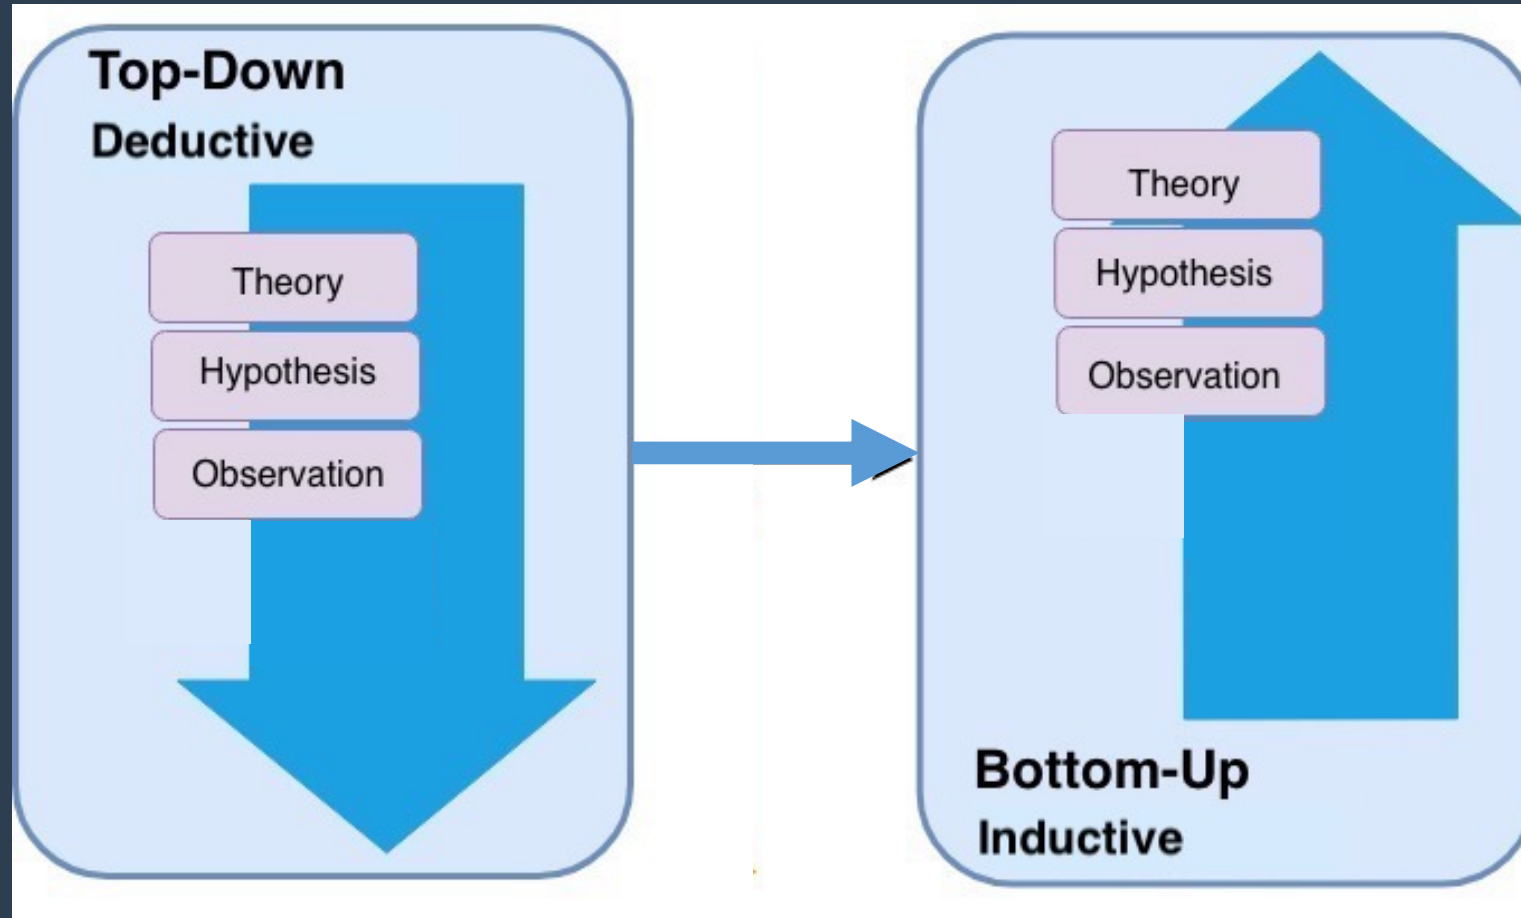 Top-Down
Deductive
Theory
Hypothesis
Observation
Theory
Hypothesis
Observation
Bottom-Up
Inductive